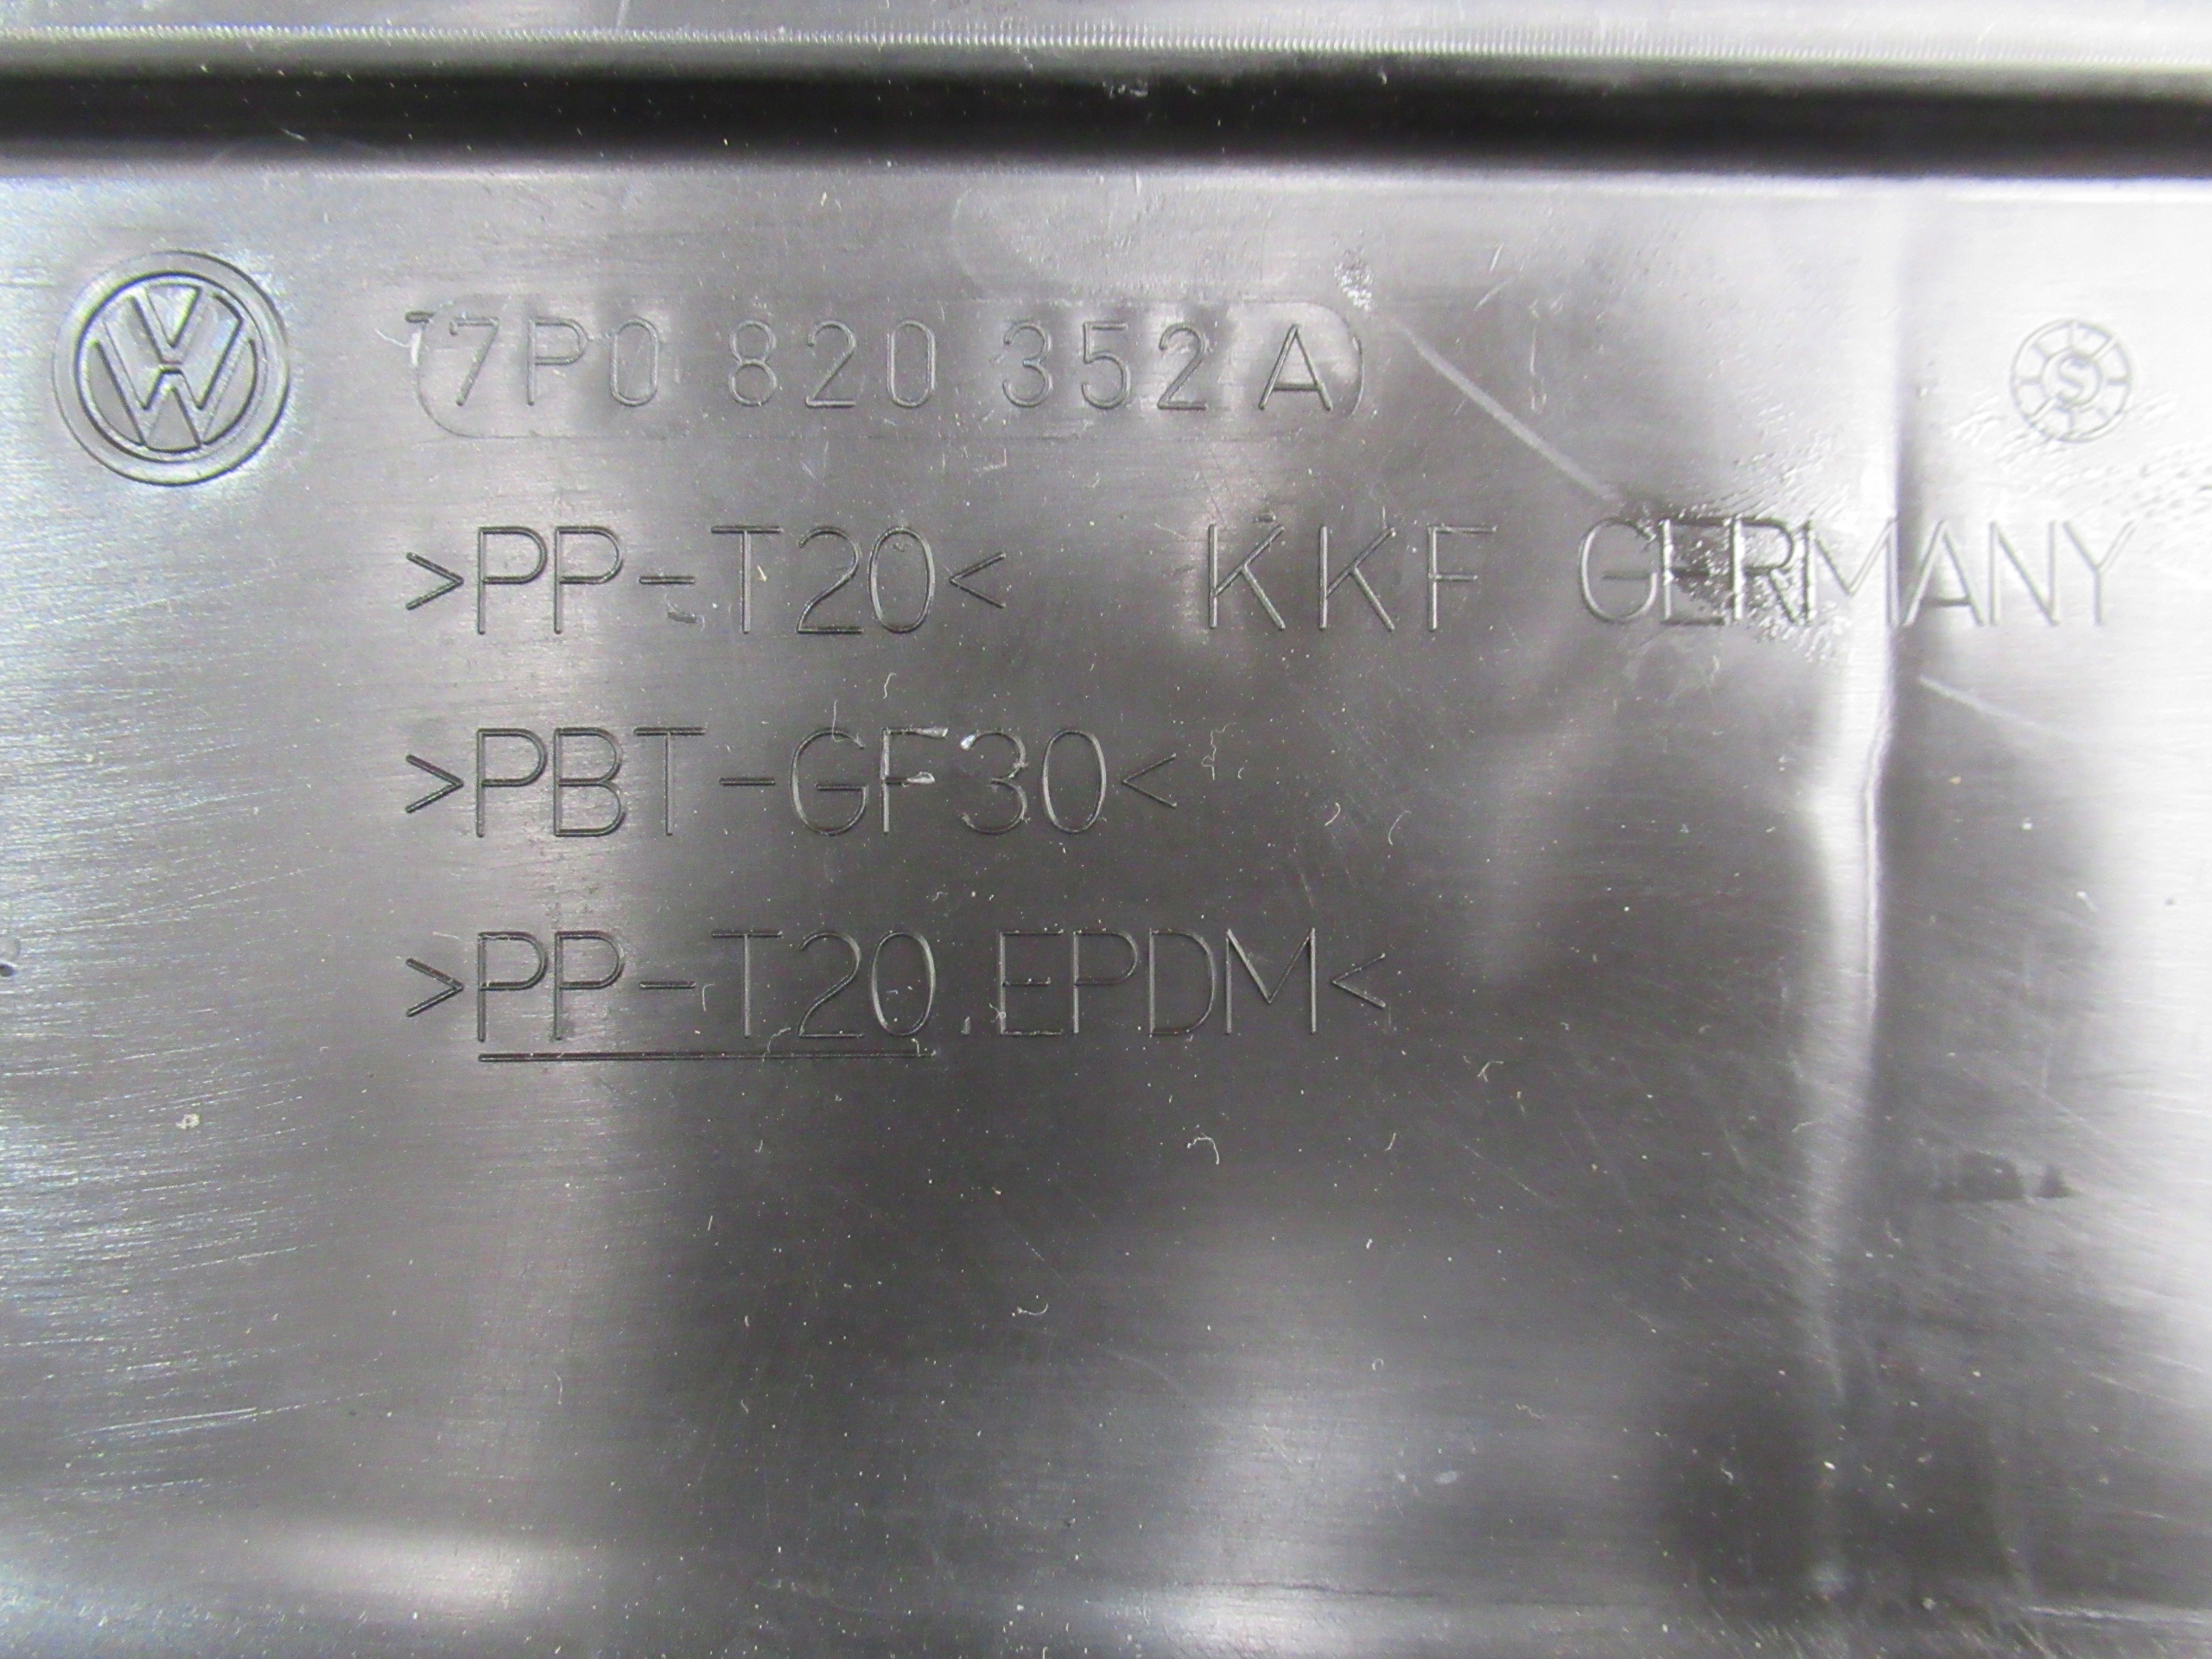 7P0 820 352 A
S
>PP-T20< KKF GERMANY
>PBT-GF30<
>PP-T20.EPDM<